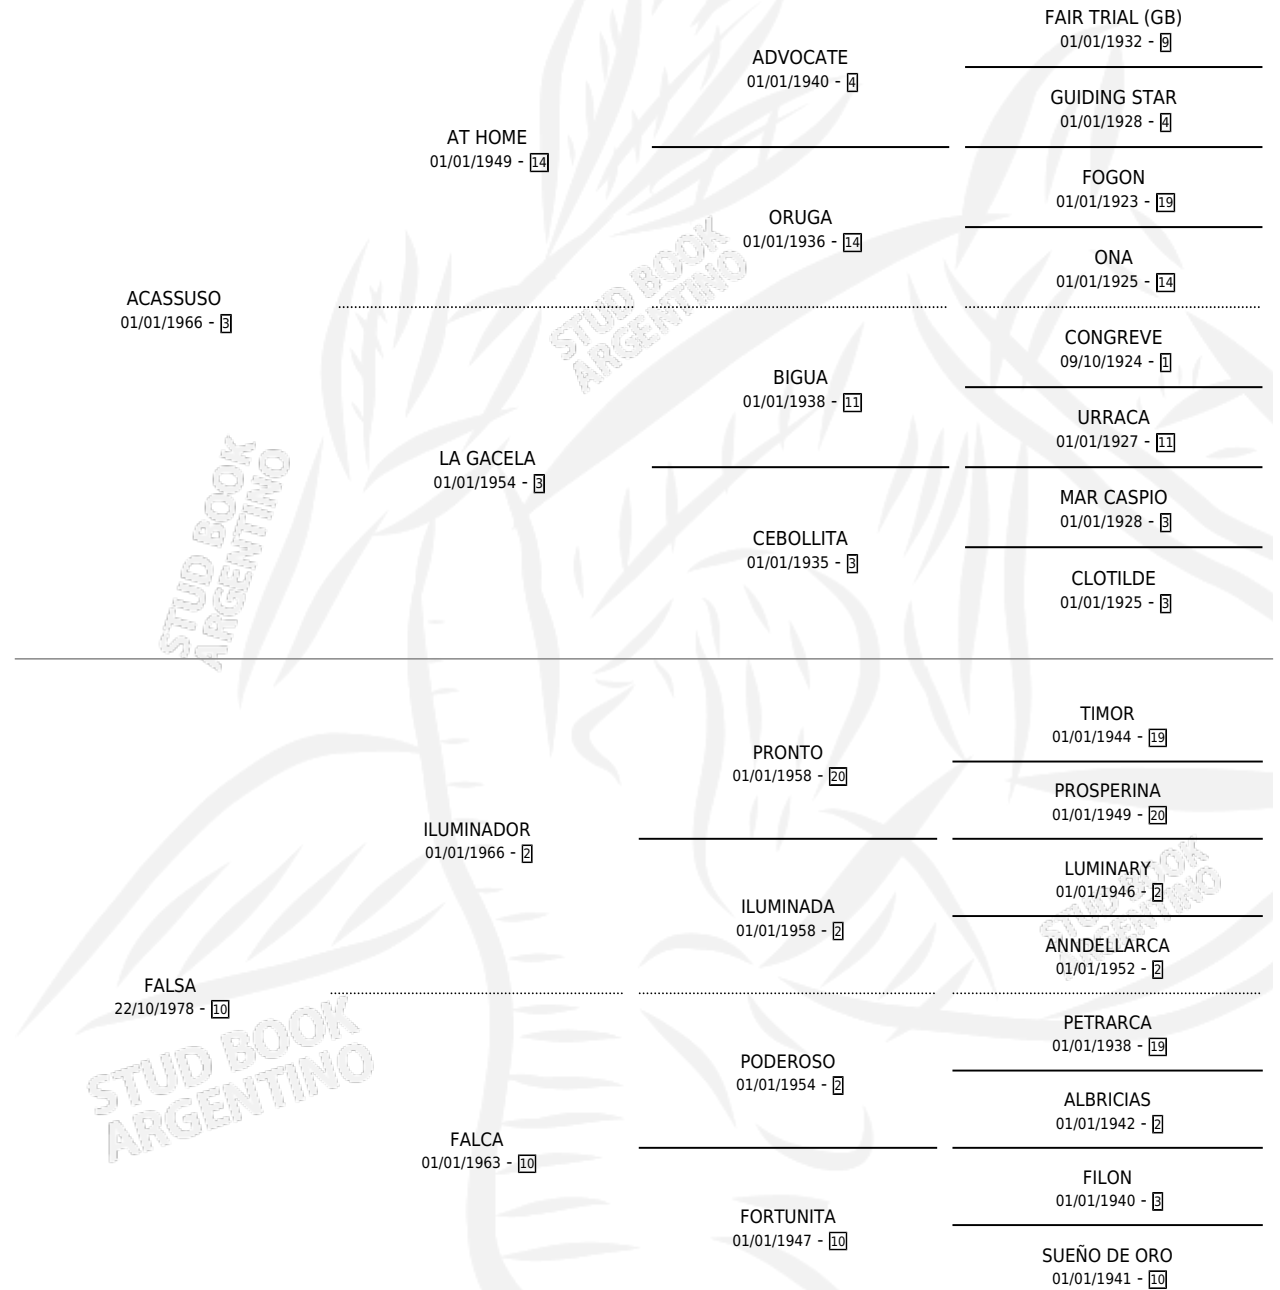 FAIR TRIAL (GB)
01/01/1932 - 9
ADVOCATE
01/01/1940 - 4
GUIDING STAR
01/01/1928 - 4
AT HOME
01/01/1949 - 14
FOGON
01/01/1923 - 19
ORUGA
01/01/1936 - 14
ONA
01/01/1925 - 14
ACASSUSO
01/01/1966 - 3
CONGREVE
09/10/1924 - 1
BIGUA
01/01/1938 - 11
URRACA
01/01/1927 - 11
LA GACELA
01/01/1954 - 3
MAR CASPIO
01/01/1928 - 3
CEBOLLITA
01/01/1935 - 3
CLOTILDE
01/01/1925 - 3
TIMOR
01/01/1944 - 19
PRONTO
01/01/1958 - 20
PROSPERINA
01/01/1949 - 20
ILUMINADOR
01/01/1966 - 2
LUMINARY
01/01/1946 - 2
ILUMINADA
01/01/1958 - 2
ANNDELLARCA
01/01/1952 - 2
FALSA
22/10/1978 - 10
PETRARCA
01/01/1938 - 19
PODEROSO
01/01/1954 - 2
ALBRICIAS
01/01/1942 - 2
FALCA
01/01/1963 - 10
FILON
01/01/1940 - 3
FORTUNITA
01/01/1947 - 10
SUEÑO DE ORO
01/01/1941 - 10
STUD BOOK
ARGENTINO
STUD BOOK
ARGENTINO
STUD BOOK
ARGENTINO
STUD BOOK
ARGENTINO